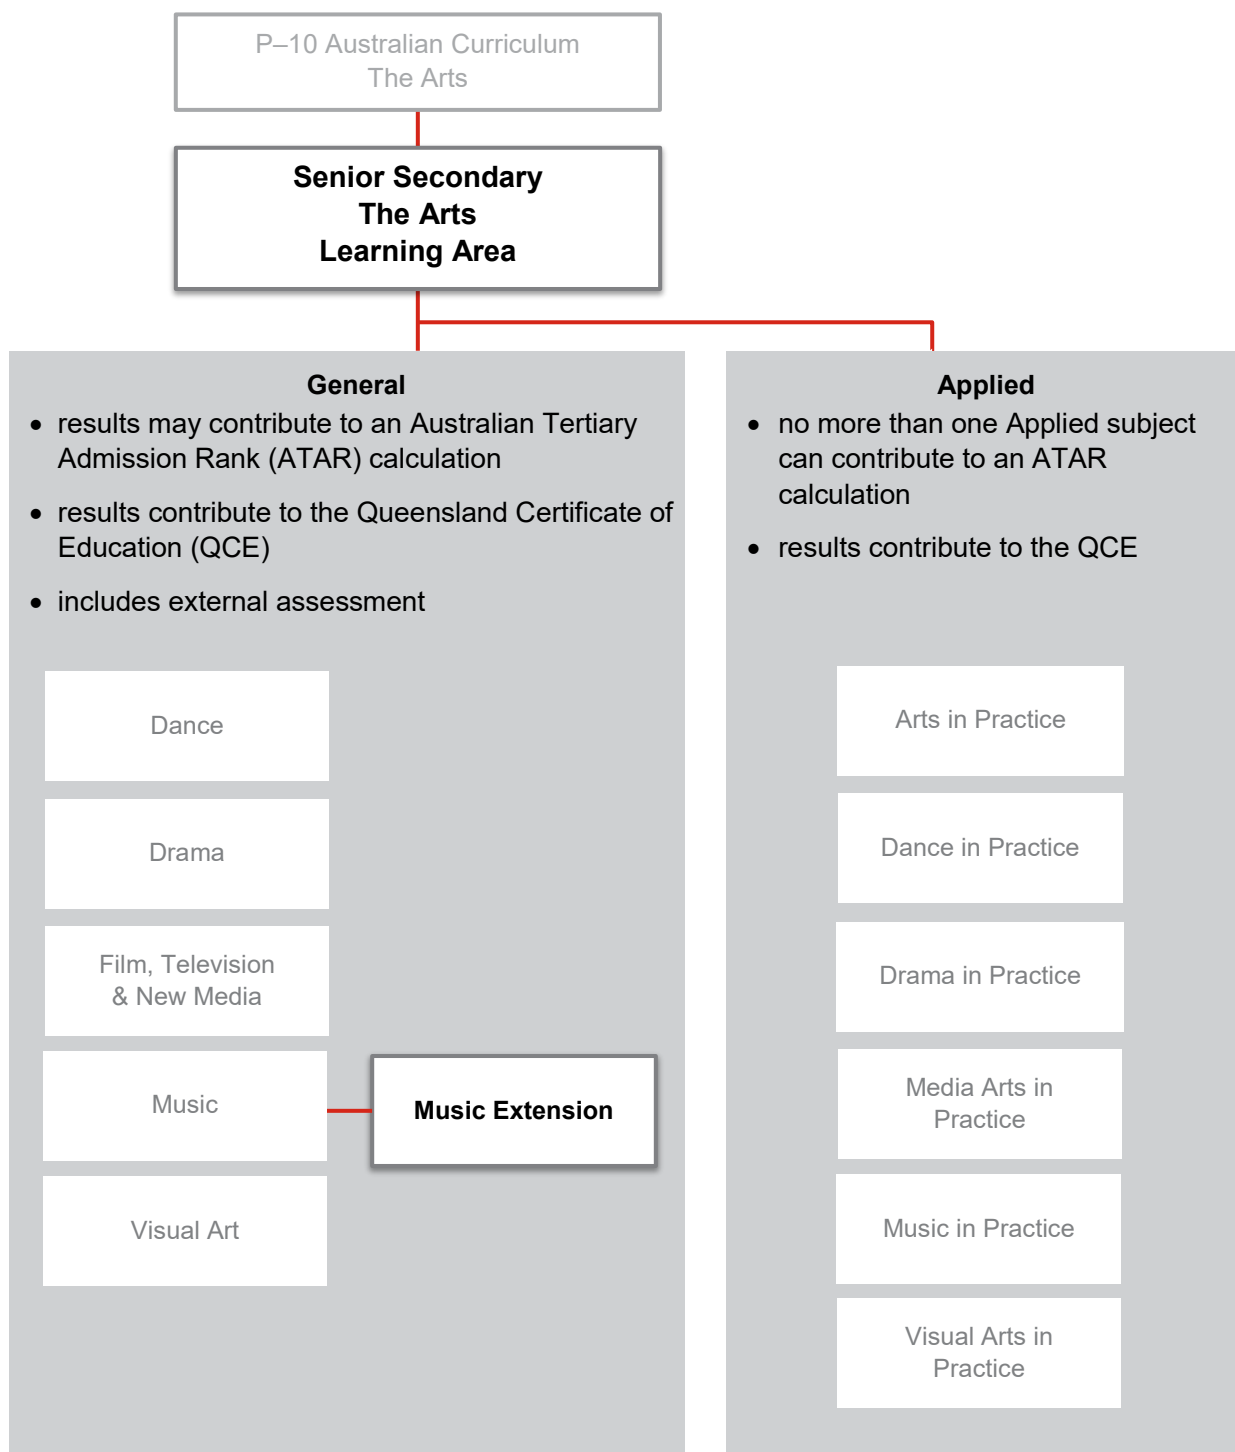 P–10 Australian Curriculum
The Arts
Senior Secondary
The Arts
Learning Area
General
• results may contribute to an Australian Tertiary
Admission Rank (ATAR) calculation
• results contribute to the Queensland Certificate of
Education (QCE)
• includes external assessment
Dance
Drama
Film, Television
& New Media
Music
Music Extension
Visual Art
Applied
• no more than one Applied subject
can contribute to an ATAR
calculation
• results contribute to the QCE
Arts in Practice
Dance in Practice
Drama in Practice
Media Arts in
Practice
Music in Practice
Visual Arts in
Practice